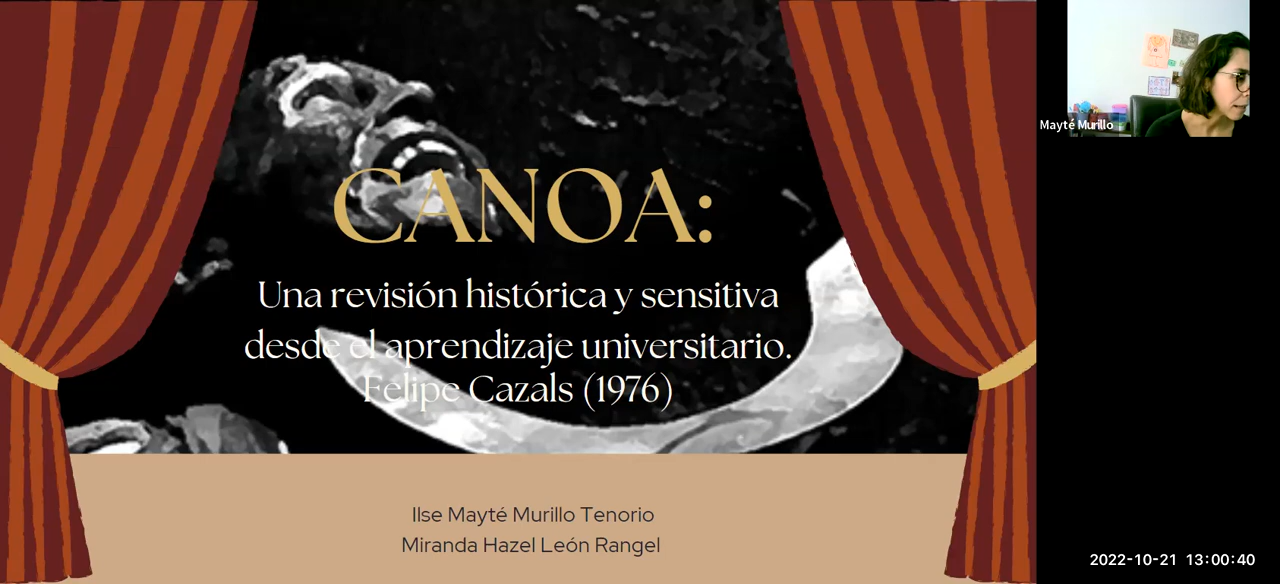 CANOA:
Una revisión histórica y sensitiva
desde el aprendizaje universitario.
Felipe Cazals (1976)
Ilse Mayté Murillo Tenorio
Miranda Hazel León Rangel
Mayté Murillo
2022-10-21 13:00:40